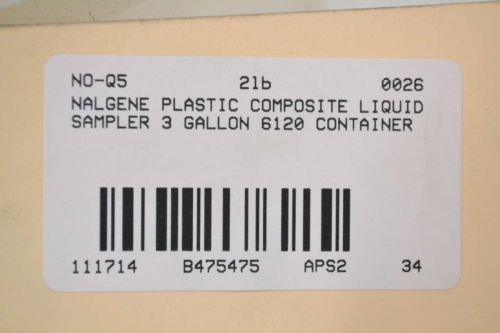 NO-Q5 21b 0026
NALGENE PLASTIC COMPOSITE LIQUID
SAMPLER 3 GALLON 6120 CONTAINER
111714 B475475 APS2 34